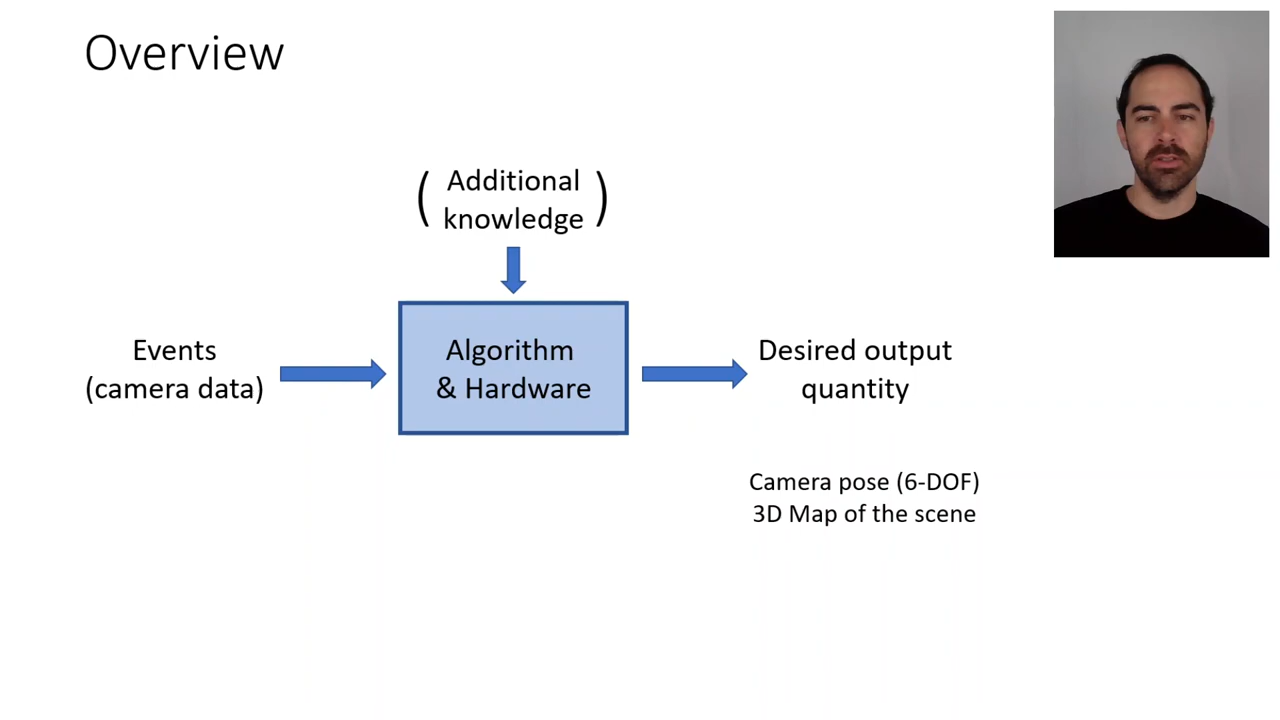 Overview
( Additional
knowledge )
Events
(camera data)
Algorithm
& Hardware
Desired output
quantity
Camera pose (6-DOF)
3D Map of the scene